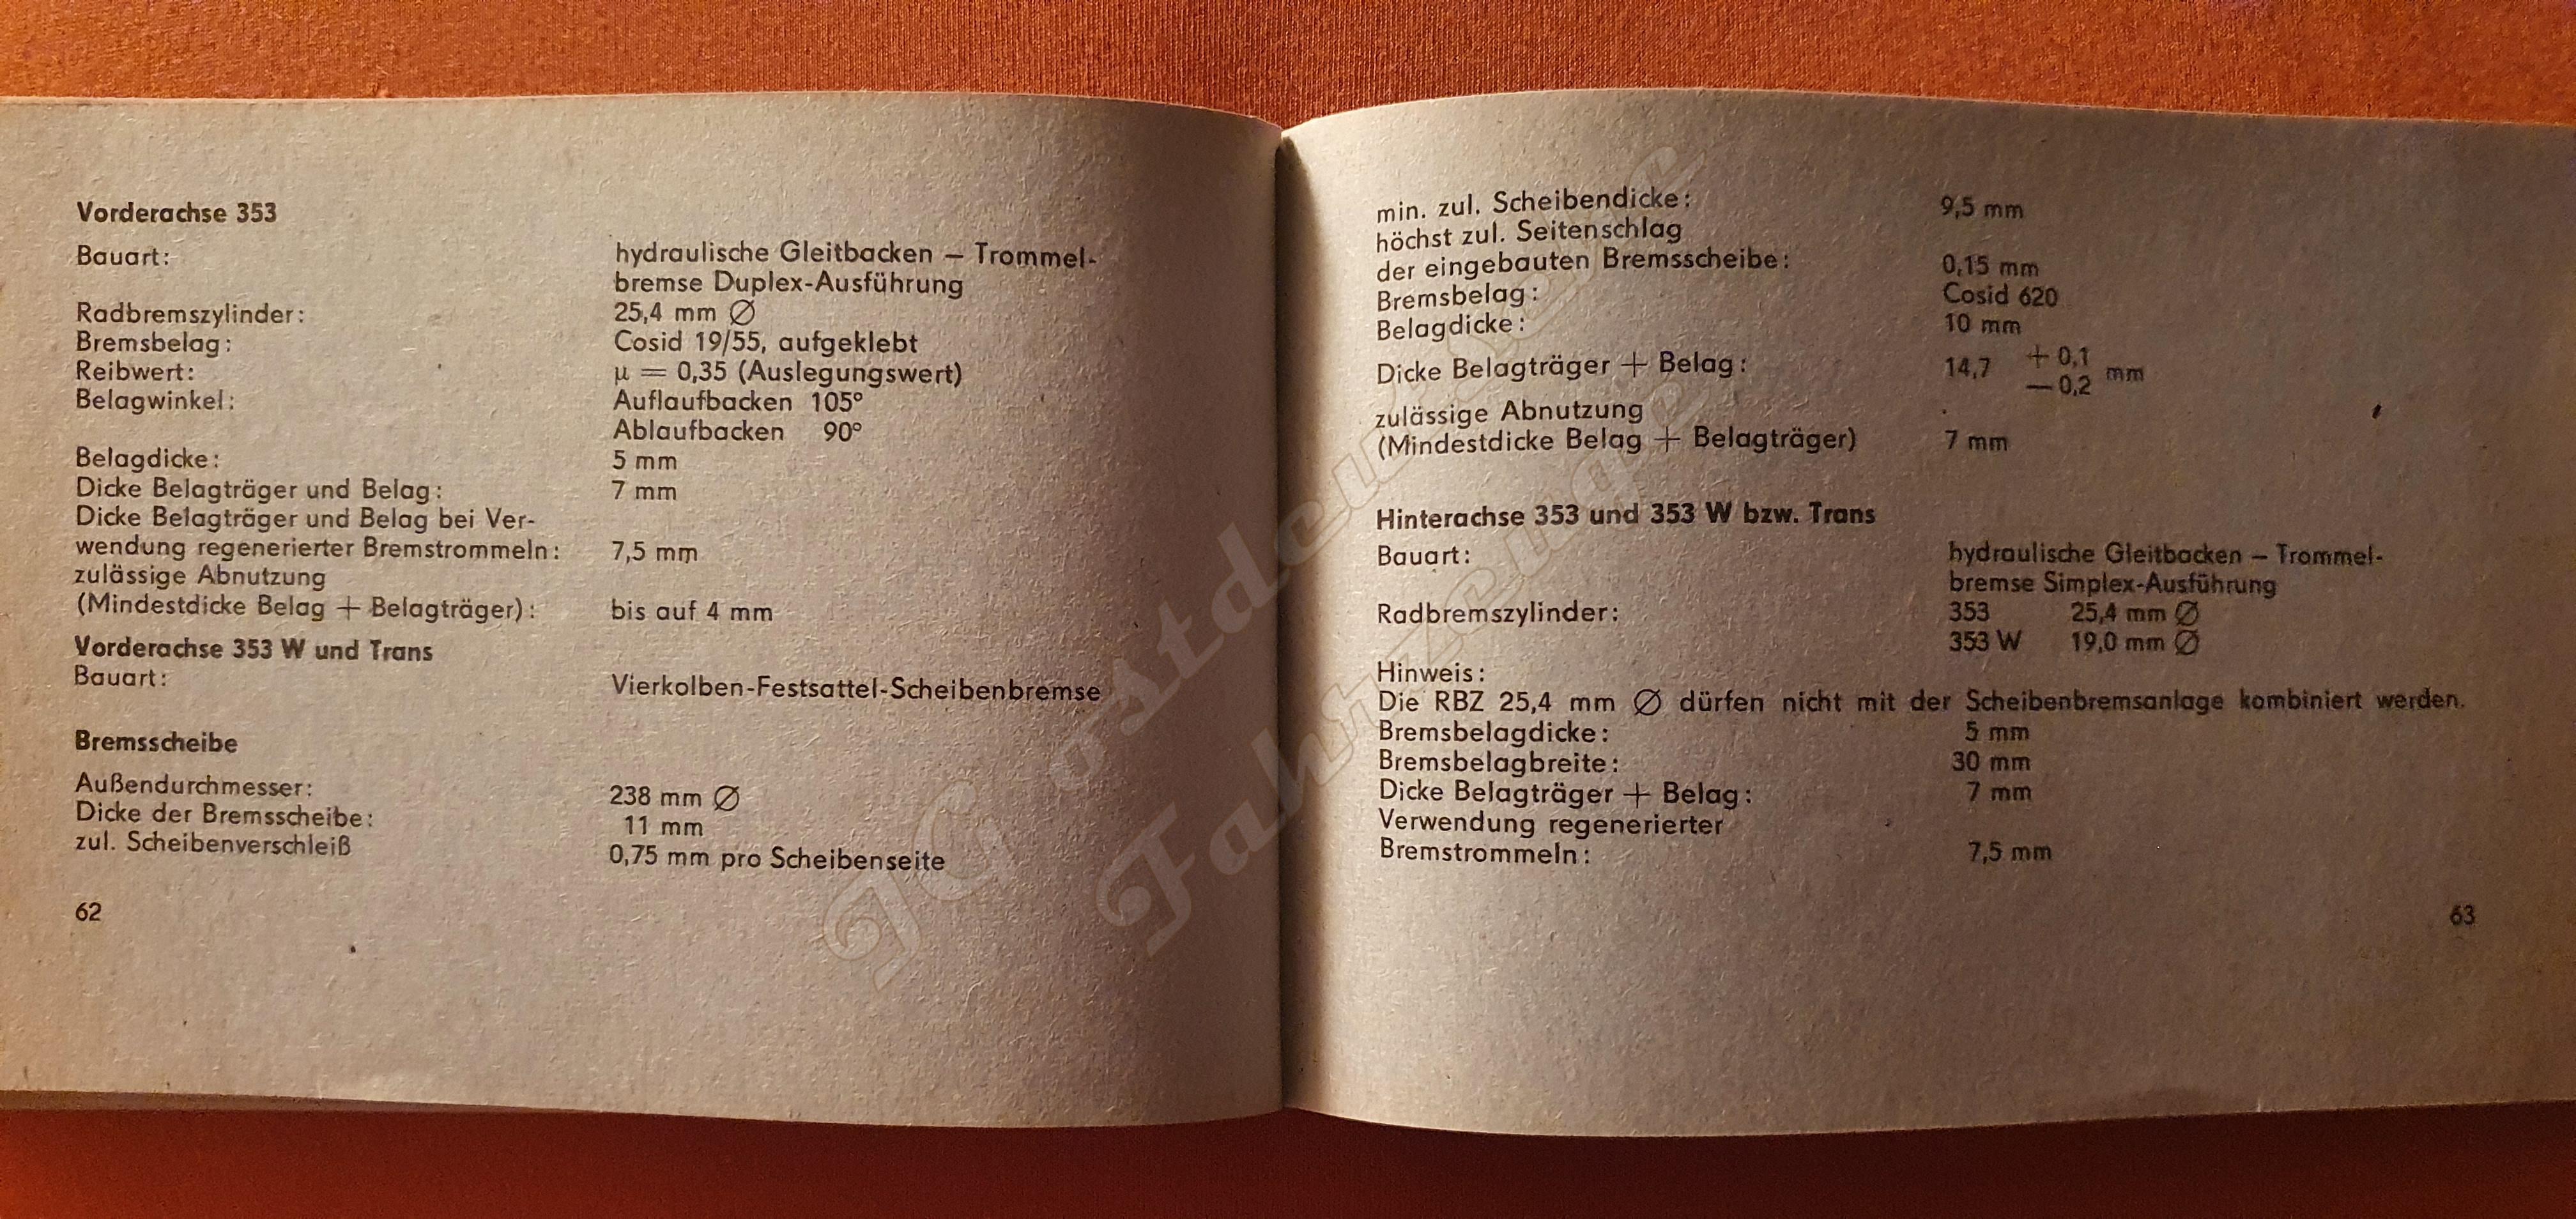 Vorderachse 353
Bauart: hydraulische Gleitbacken – Trommel-
bremse Duplex-Ausführung
Radbremszylinder: 25,4 mm ∅
Bremsbelag: Cosid 19/55, aufgeklebt
Reibwert: μ = 0,35 (Auslegungswert)
Belagwinkel: Auflaufbacken 105°
Ablaufbacken 90°
Belagdicke: 5 mm
Dicke Belagträger und Belag: 7 mm
Dicke Belagträger und Belag bei Ver-
wendung regenerierter Bremstrommeln: 7,5 mm
zulässige Abnutzung
(Mindestdicke Belag + Belagträger): bis auf 4 mm
Vorderachse 353 W und Trans
Bauart: Vierkolben-Festsattel-Scheibenbremse
Bremsscheibe
Außendurchmesser: 238 mm ∅
Dicke der Bremsscheibe: 11 mm
zul. Scheibenverschleiß 0,75 mm pro Scheibenseite
62
min. zul. Scheibendicke: 9,5 mm
höchst zul. Seitenschlag
der eingebauten Bremsscheibe: 0,15 mm
Bremsbelag: Cosid 620
Belagdicke: 10 mm
Dicke Belagträger + Belag: 14,7 + 0,1 — 0,2 mm
zulässige Abnutzung
(Mindestdicke Belag + Belagträger) 7 mm
Hinterachse 353 und 353 W bzw. Trans
Bauart: hydraulische Gleitbacken – Trommel-
bremse Simplex-Ausführung
Radbremszylinder: 353 25,4 mm ∅
353 W 19,0 mm ∅
Hinweis:
Die RBZ 25,4 mm ∅ dürfen nicht mit der Scheibenbremsanlage kombiniert werden.
Bremsbelagdicke: 5 mm
Bremsbelagbreite: 30 mm
Dicke Belagträger + Belag: 7 mm
Verwendung regenerierter
Bremstrommeln: 7,5 mm
63
Fahrzeuge